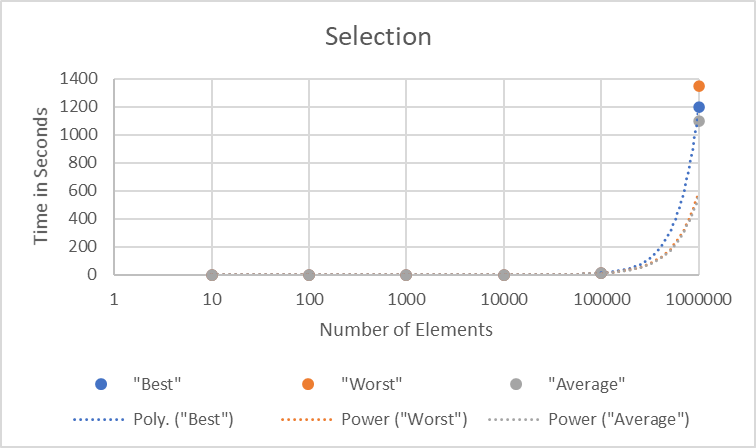 Selection
1400
1200
1000
800
600
400
200
0
Time in Seconds
1 10 100 1000 10000 100000 1000000
Number of Elements
"Best" "Worst" "Average"
Poly. ("Best") Power ("Worst") Power ("Average")